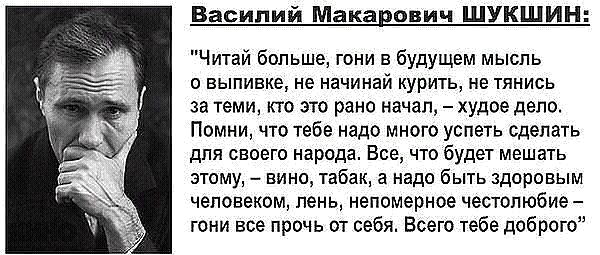 Василий Макарович ШУКШИН:
"Читай больше, гони в будущем мысль
о выпивке, не начинай курить, не тянись
за теми, кто это рано начал, – худое дело.
Помни, что тебе надо много успеть сделать
для своего народа. Все, что будет мешать
этому, – вино, табак, а надо быть здоровым
человеком, лень, непомерное честолюбие –
гони все прочь от себя. Всего тебе доброго”